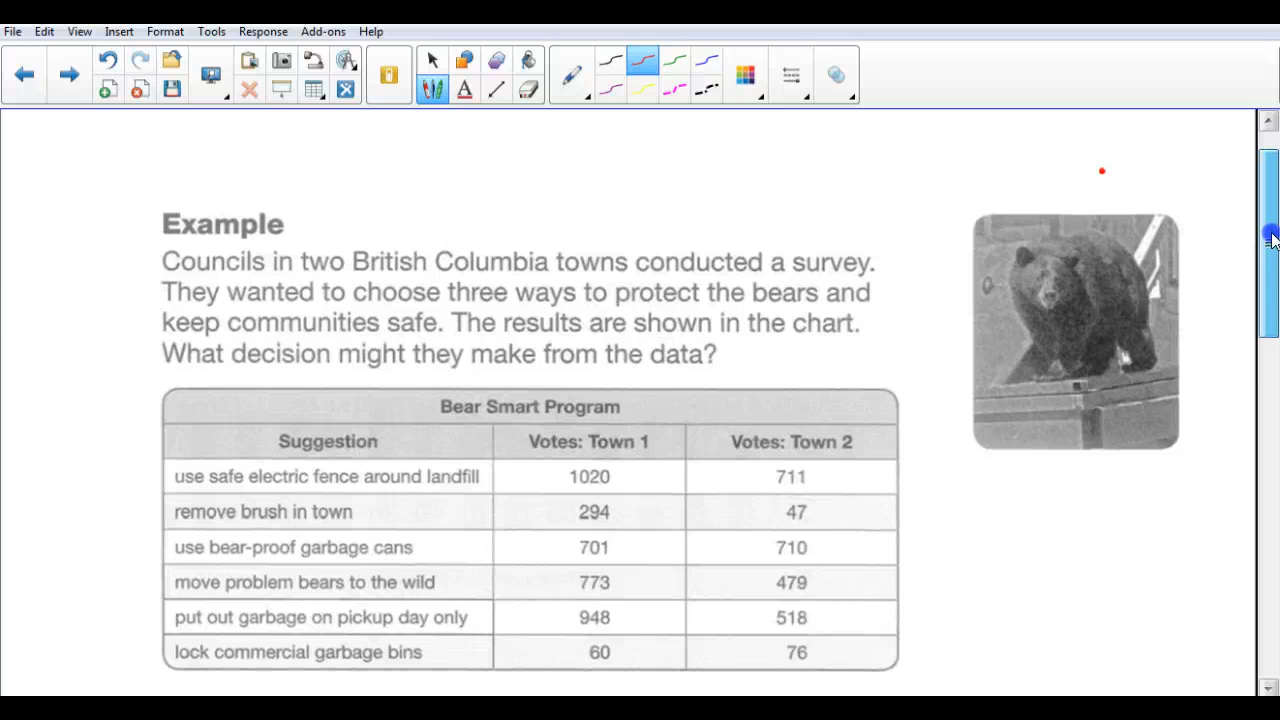 File Edit View Insert Format Tools Response Add-ons Help
Example
Councils in two British Columbia towns conducted a survey.
They wanted to choose three ways to protect the bears and
keep communities safe. The results are shown in the chart.
What decision might they make from the data?
Bear Smart Program
Suggestion Votes: Town 1 Votes: Town 2
use safe electric fence around landfill 1020 711
remove brush in town 294 47
use bear-proof garbage cans 701 710
move problem bears to the wild 773 479
put out garbage on pickup day only 948 518
lock commercial garbage bins 60 76